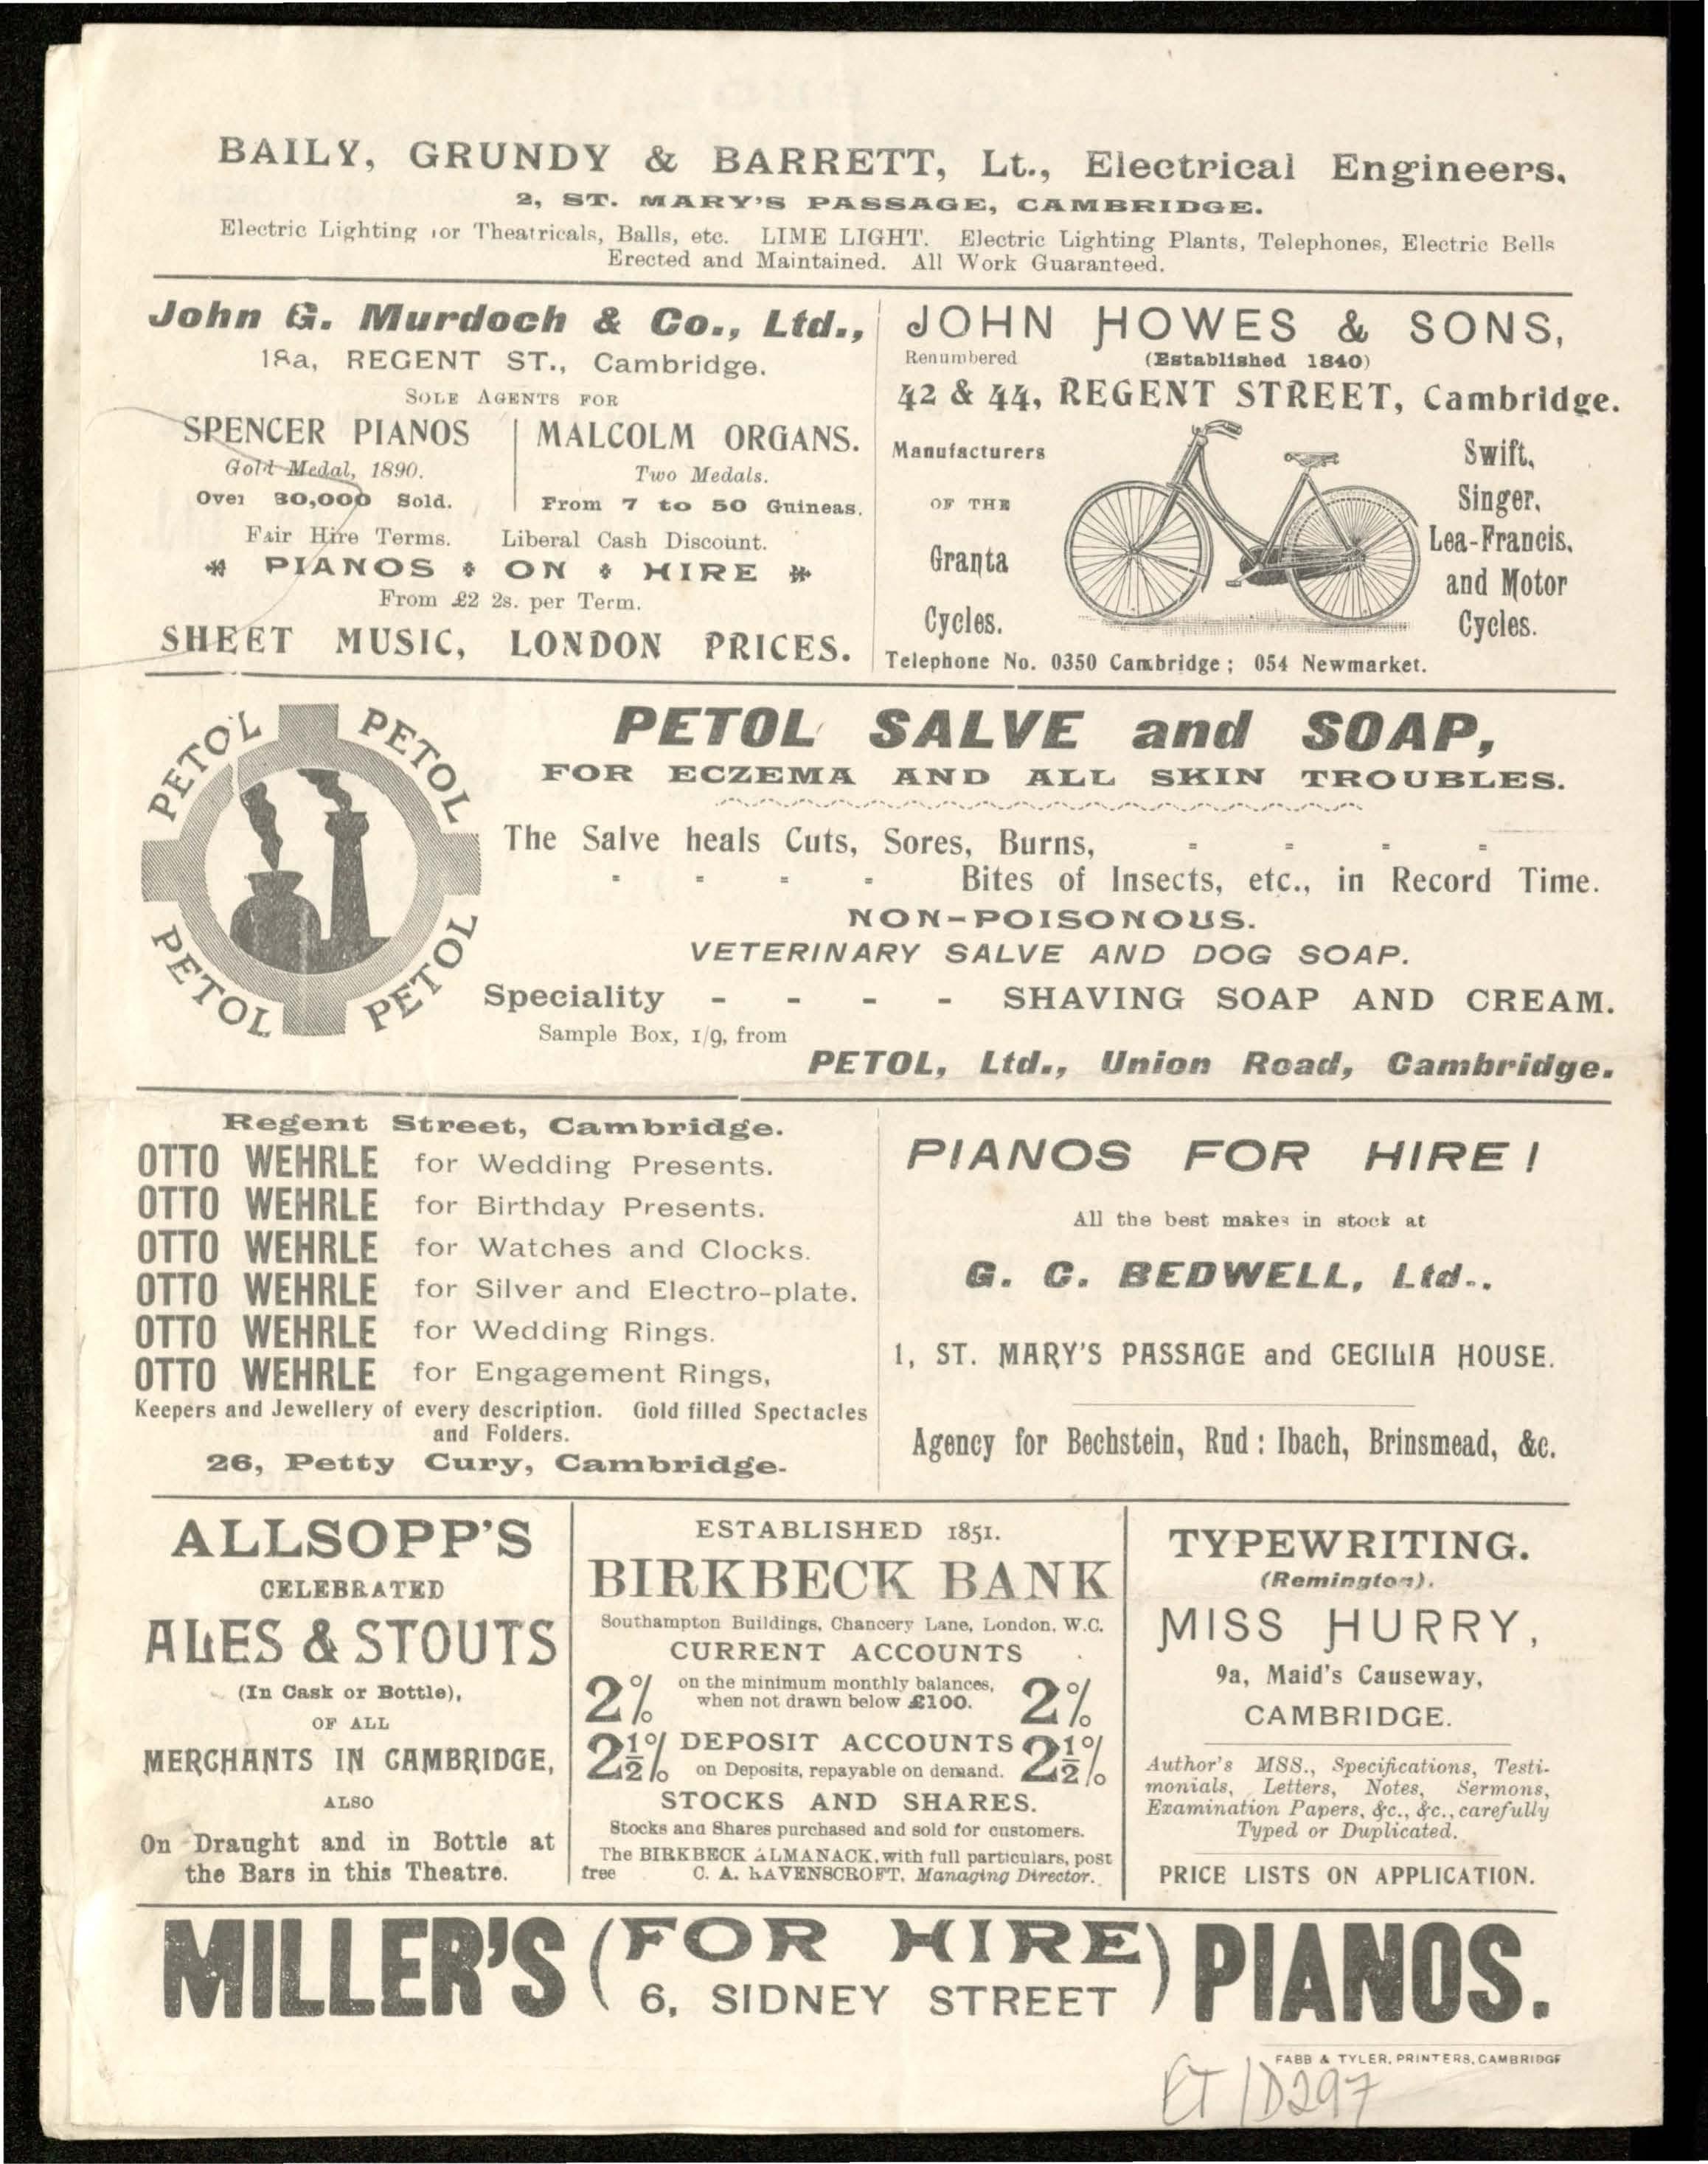 BAILY, GRUNDY & BARRETT, Lt., Electrical Engineers.
2, ST. MARY'S PASSAGE, CAMBRIDGE.
Electric Lighting for Theatricals, Balls, etc. LIME LIGHT. Electric Lighting Plants, Telephones, Electric Bells
Erected and Maintained. All Work Guaranteed.
John G. Murdoch & Co., Ltd.,
18a, REGENT ST., Cambridge.
SOLE AGENTS FOR
SPENCER PIANOS
Gold Medal, 1890.
Over 30,000 Sold.
MALCOLM ORGANS.
Two Medals.
From 7 to 50 Guineas.
Fair Hire Terms. Liberal Cash Discount.
PIANOS ON HIRE
From £2 2s. per Term.
SHEET MUSIC, LONDON PRICES.
JOHN HOWES & SONS,
Renumbered (Established 1840)
42 & 44, REGENT STREET, Cambridge.
Manufacturers
OF THE
Granta
Cycles.
Swift,
Singer,
Lea-Francis,
and Motor
Cycles.
Telephone No. 0350 Cambridge; 054 Newmarket.
PETOL PETOL
PETOL PETOL
PETOL SALVE and SOAP,
FOR ECZEMA AND ALL SKIN TROUBLES.
The Salve heals Cuts, Sores, Burns, - - - -
- - - - Bites of Insects, etc., in Record Time.
NON-POISONOUS.
VETERINARY SALVE AND DOG SOAP.
Speciality - - - - SHAVING SOAP AND CREAM.
Sample Box, 1/9, from
PETOL, Ltd., Union Road, Cambridge.
Regent Street, Cambridge.
OTTO WEHRLE for Wedding Presents.
OTTO WEHRLE for Birthday Presents.
OTTO WEHRLE for Watches and Clocks.
OTTO WEHRLE for Silver and Electro-plate.
OTTO WEHRLE for Wedding Rings.
OTTO WEHRLE for Engagement Rings,
Keepers and Jewellery of every description. Gold filled Spectacles
and Folders.
26, Petty Cury, Cambridge.
PIANOS FOR HIRE!
All the best makes in stock at
G. C. BEDWELL, Ltd.,
1, ST. MARY'S PASSAGE and CECILIA HOUSE.
Agency for Bechstein, Rud: Ibach, Brinsmead, &c.
ALLSOPP'S
CELEBRATED
ALES & STOUTS
(In Cask or Bottle),
OF ALL
MERCHANTS IN CAMBRIDGE,
ALSO
On Draught and in Bottle at
the Bars in this Theatre.
ESTABLISHED 1851.
BIRKBECK BANK
Southampton Buildings, Chancery Lane, London, W.C.
CURRENT ACCOUNTS
2% on the minimum monthly balances, 2%
when not drawn below £100.
2½% DEPOSIT ACCOUNTS 2½%
on Deposits, repayable on demand.
STOCKS AND SHARES.
Stocks and Shares purchased and sold for customers.
The BIRKBECK ALMANACK, with full particulars, post
free C. A. RAVENSCROFT, Managing Director.
TYPEWRITING.
(Remington).
MISS HURRY,
9a, Maid's Causeway,
CAMBRIDGE.
Author's MSS., Specifications, Testi-
monials, Letters, Notes, Sermons,
Examination Papers, &c., &c., carefully
Typed or Duplicated.
PRICE LISTS ON APPLICATION.
MILLER'S (FOR HIRE) PIANOS.
6, SIDNEY STREET
FABB & TYLER, PRINTERS, CAMBRIDGE
ET/D297